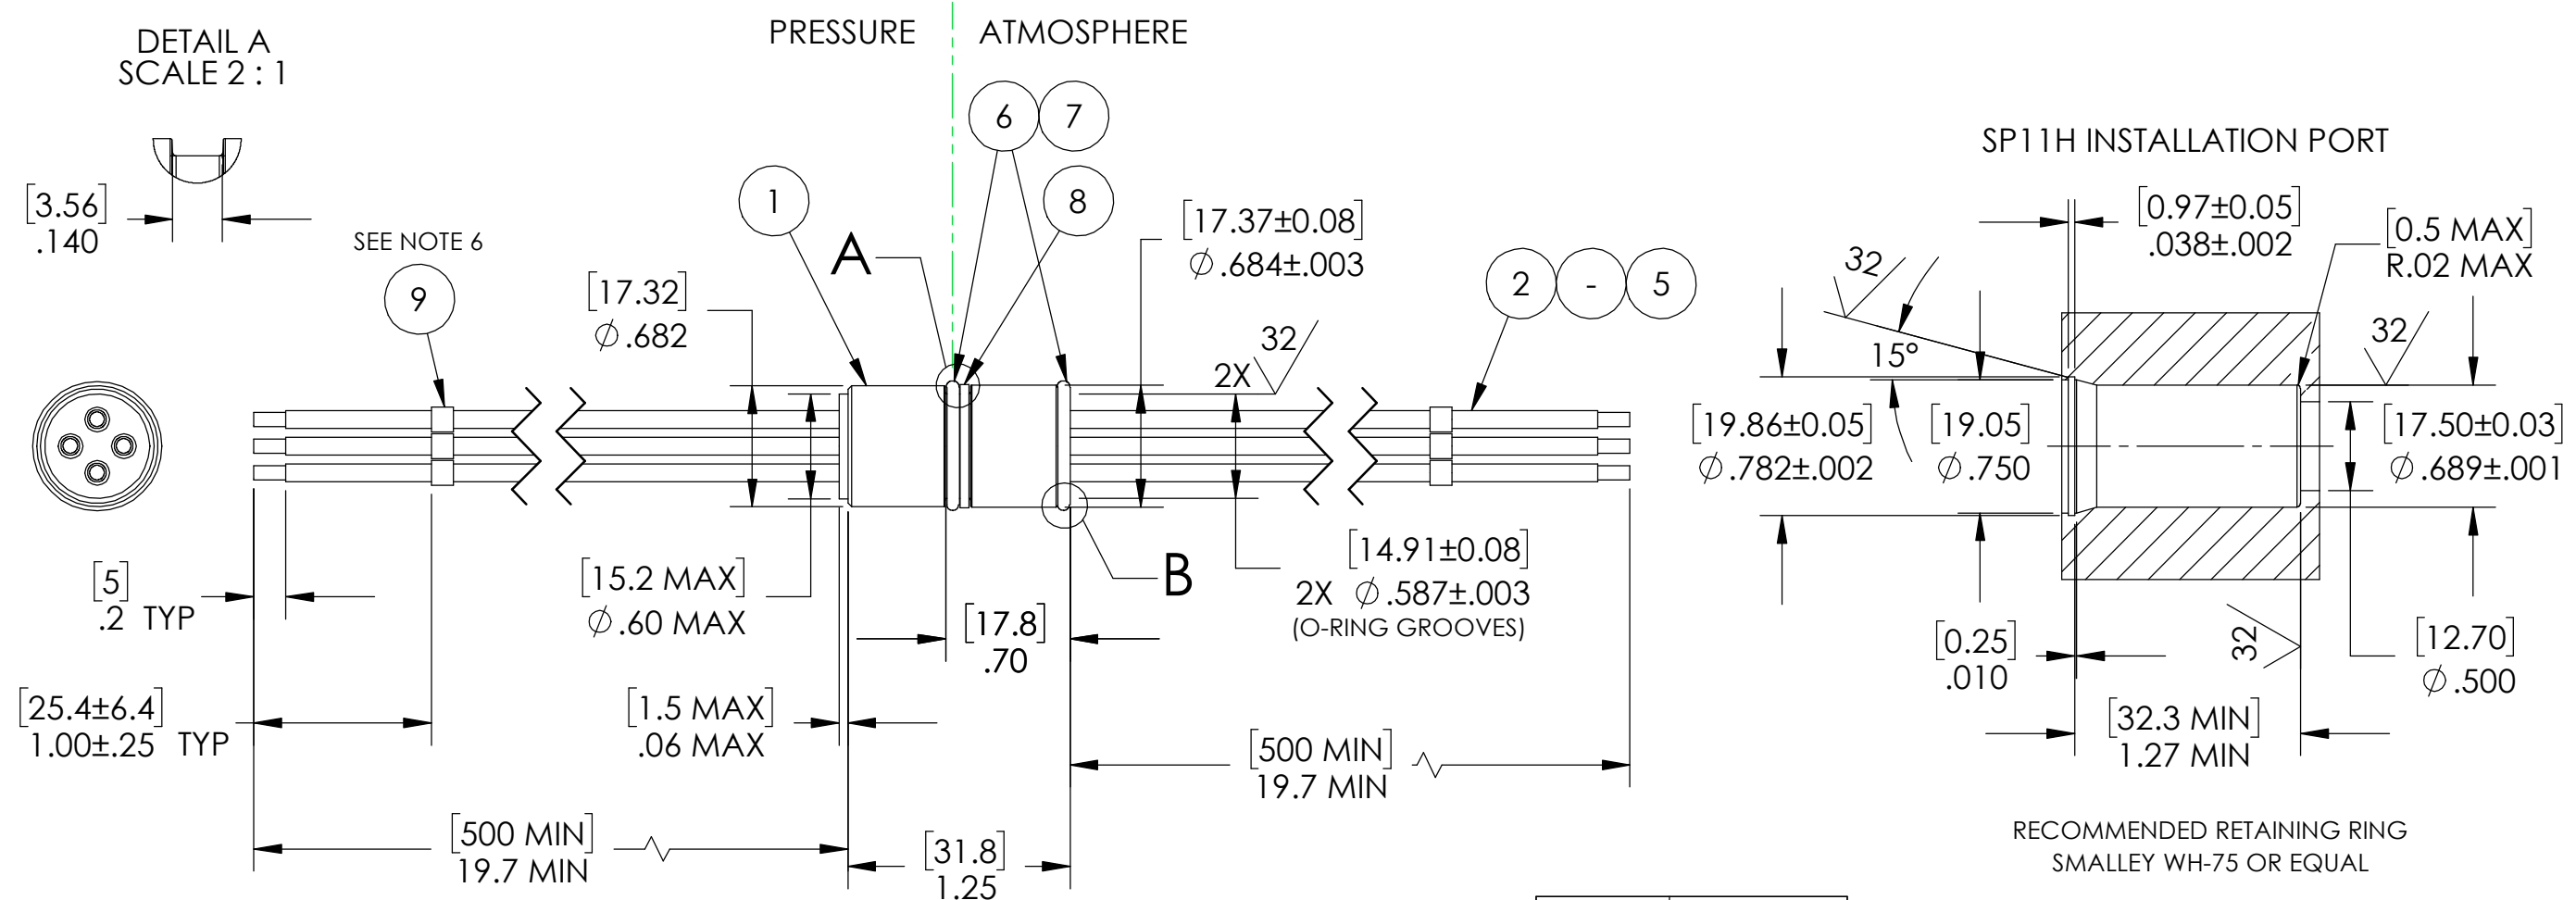 DETAIL A
SCALE 2 : 1
PRESSURE
ATMOSPHERE
[3.56]
.140
SEE NOTE 6
9
1
A
6
7
8
[17.32]
∅.682
[17.37±0.08]
∅.684±.003
2X
32
2
-
5
[5]
.2 TYP
[25.4±6.4]
1.00±.25 TYP
[15.2 MAX]
∅.60 MAX
[1.5 MAX]
.06 MAX
[17.8]
.70
B
[14.91±0.08]
2X ∅.587±.003
(O-RING GROOVES)
[500 MIN]
19.7 MIN
[31.8]
1.25
[500 MIN]
19.7 MIN
SP11H INSTALLATION PORT
[0.97±0.05]
.038±.002
[0.5 MAX]
R.02 MAX
32
15°
32
[19.86±0.05]
∅.782±.002
[19.05]
∅.750
[17.50±0.03]
∅.689±.001
[0.25]
.010
32
[12.70]
∅.500
[32.3 MIN]
1.27 MIN
RECOMMENDED RETAINING RING
SMALLEY WH-75 OR EQUAL